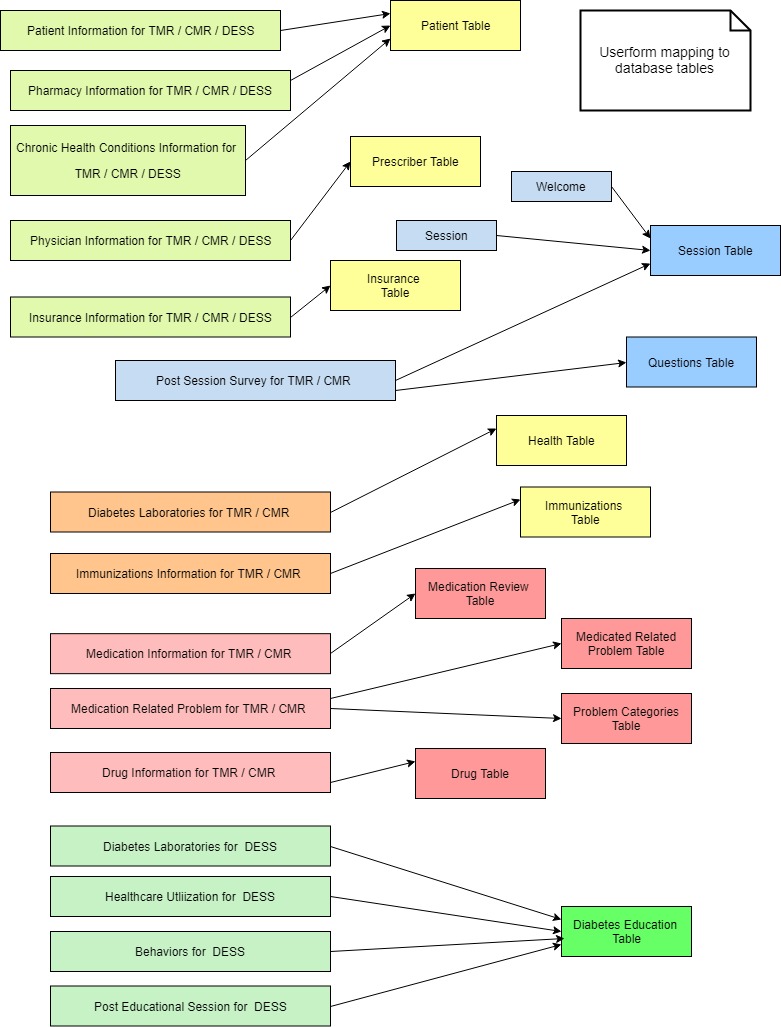 Patient Information for TMR / CMR / DESS
Patient Table
Userform mapping to
database tables
Pharmacy Information for TMR / CMR / DESS
Chronic Health Conditions Information for
TMR / CMR / DESS
Prescriber Table
Welcome
Physician Information for TMR / CMR / DESS
Session
Session Table
Insurance
Table
Insurance Information for TMR / CMR / DESS
Post Session Survey for TMR / CMR
Questions Table
Health Table
Diabetes Laboratories for TMR / CMR
Immunizations
Table
Immunizations Information for TMR / CMR
Medication Review
Table
Medication Information for TMR / CMR
Medicated Related
Problem Table
Medication Related Problem for TMR / CMR
Problem Categories
Table
Drug Information for TMR / CMR
Drug Table
Diabetes Laboratories for  DESS
Healthcare Utliization for  DESS
Diabetes Education
Table
Behaviors for  DESS
Post Educational Session for  DESS